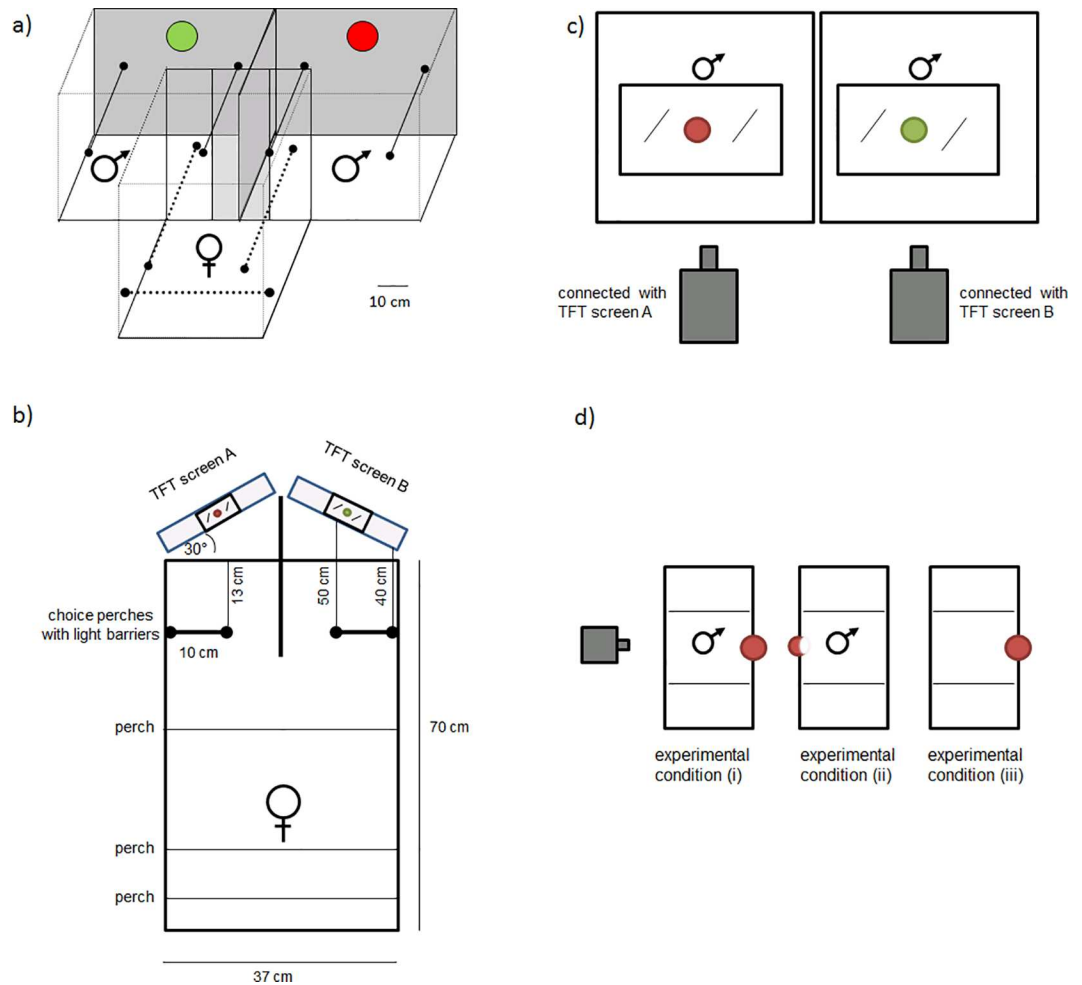 a)
10 cm
b)
TFT screen A
TFT screen B
30°
13 cm
50 cm
40 cm
choice perches
with light barriers
10 cm
perch
70 cm
perch
perch
37 cm
c)
connected with
TFT screen A
connected with
TFT screen B
d)
experimental
condition (i)
experimental
condition (ii)
experimental
condition (iii)